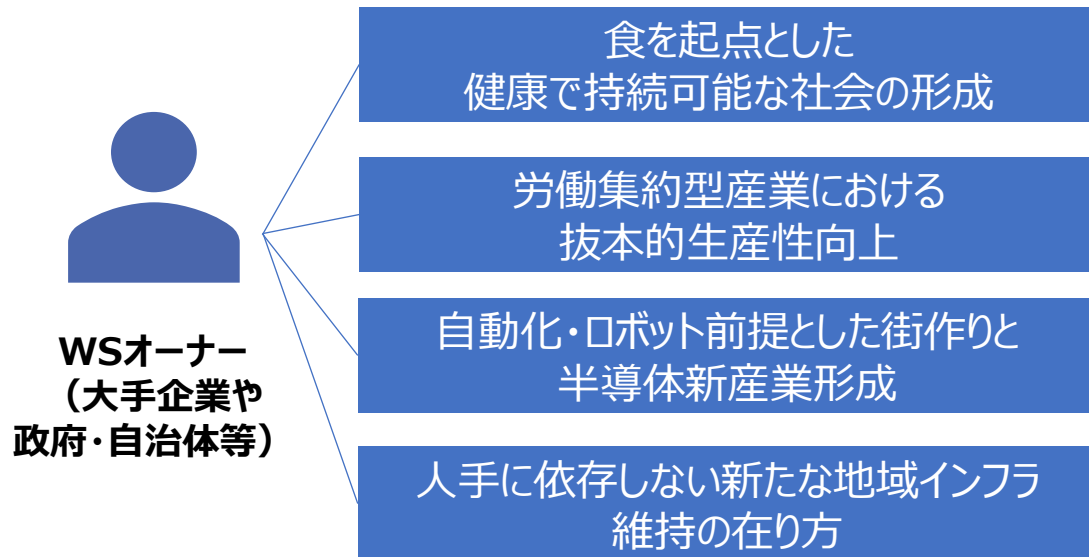 食を起点とした
健康で持続可能な社会の形成
労働集約型産業における
抜本的生産性向上
自動化・ロボット前提とした街作りと
半導体新産業形成
人手に依存しない新たな地域インフラ
維持の在り方
WSオーナー
（大手企業や
政府・自治体等）